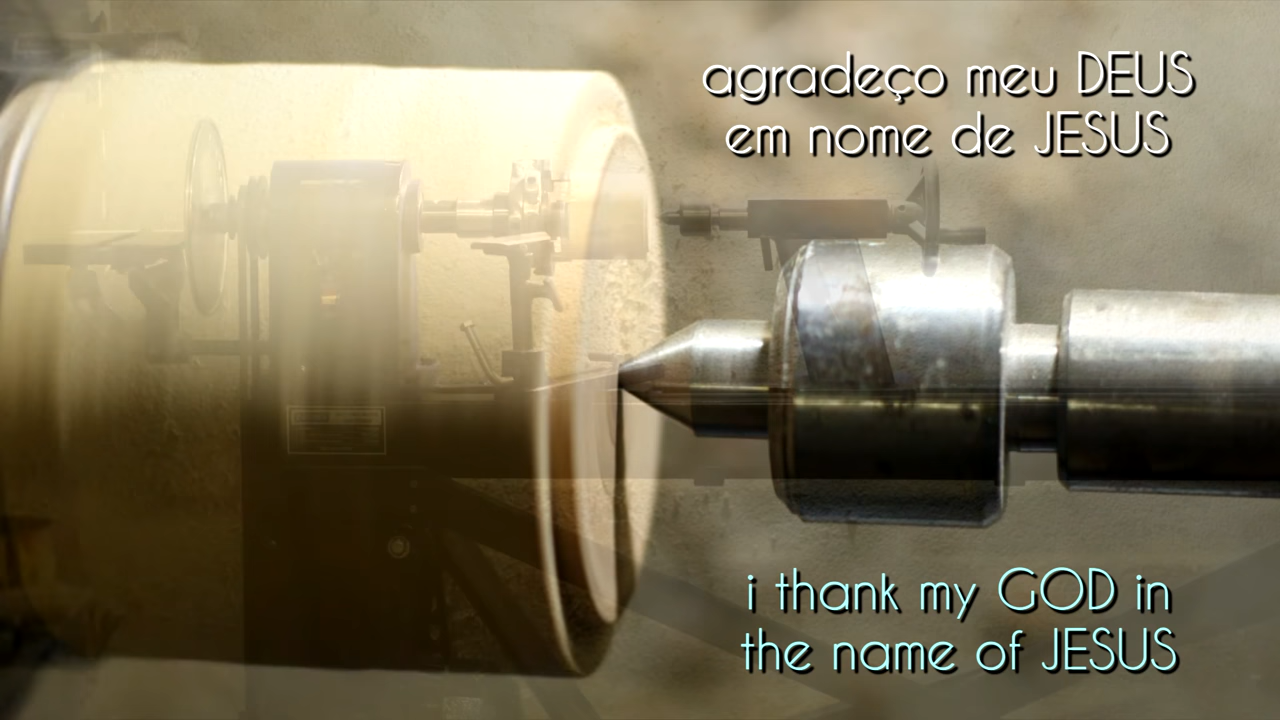 agradeço meu DEUS
em nome de JESUS
i thank my GOD in
the name of JESUS